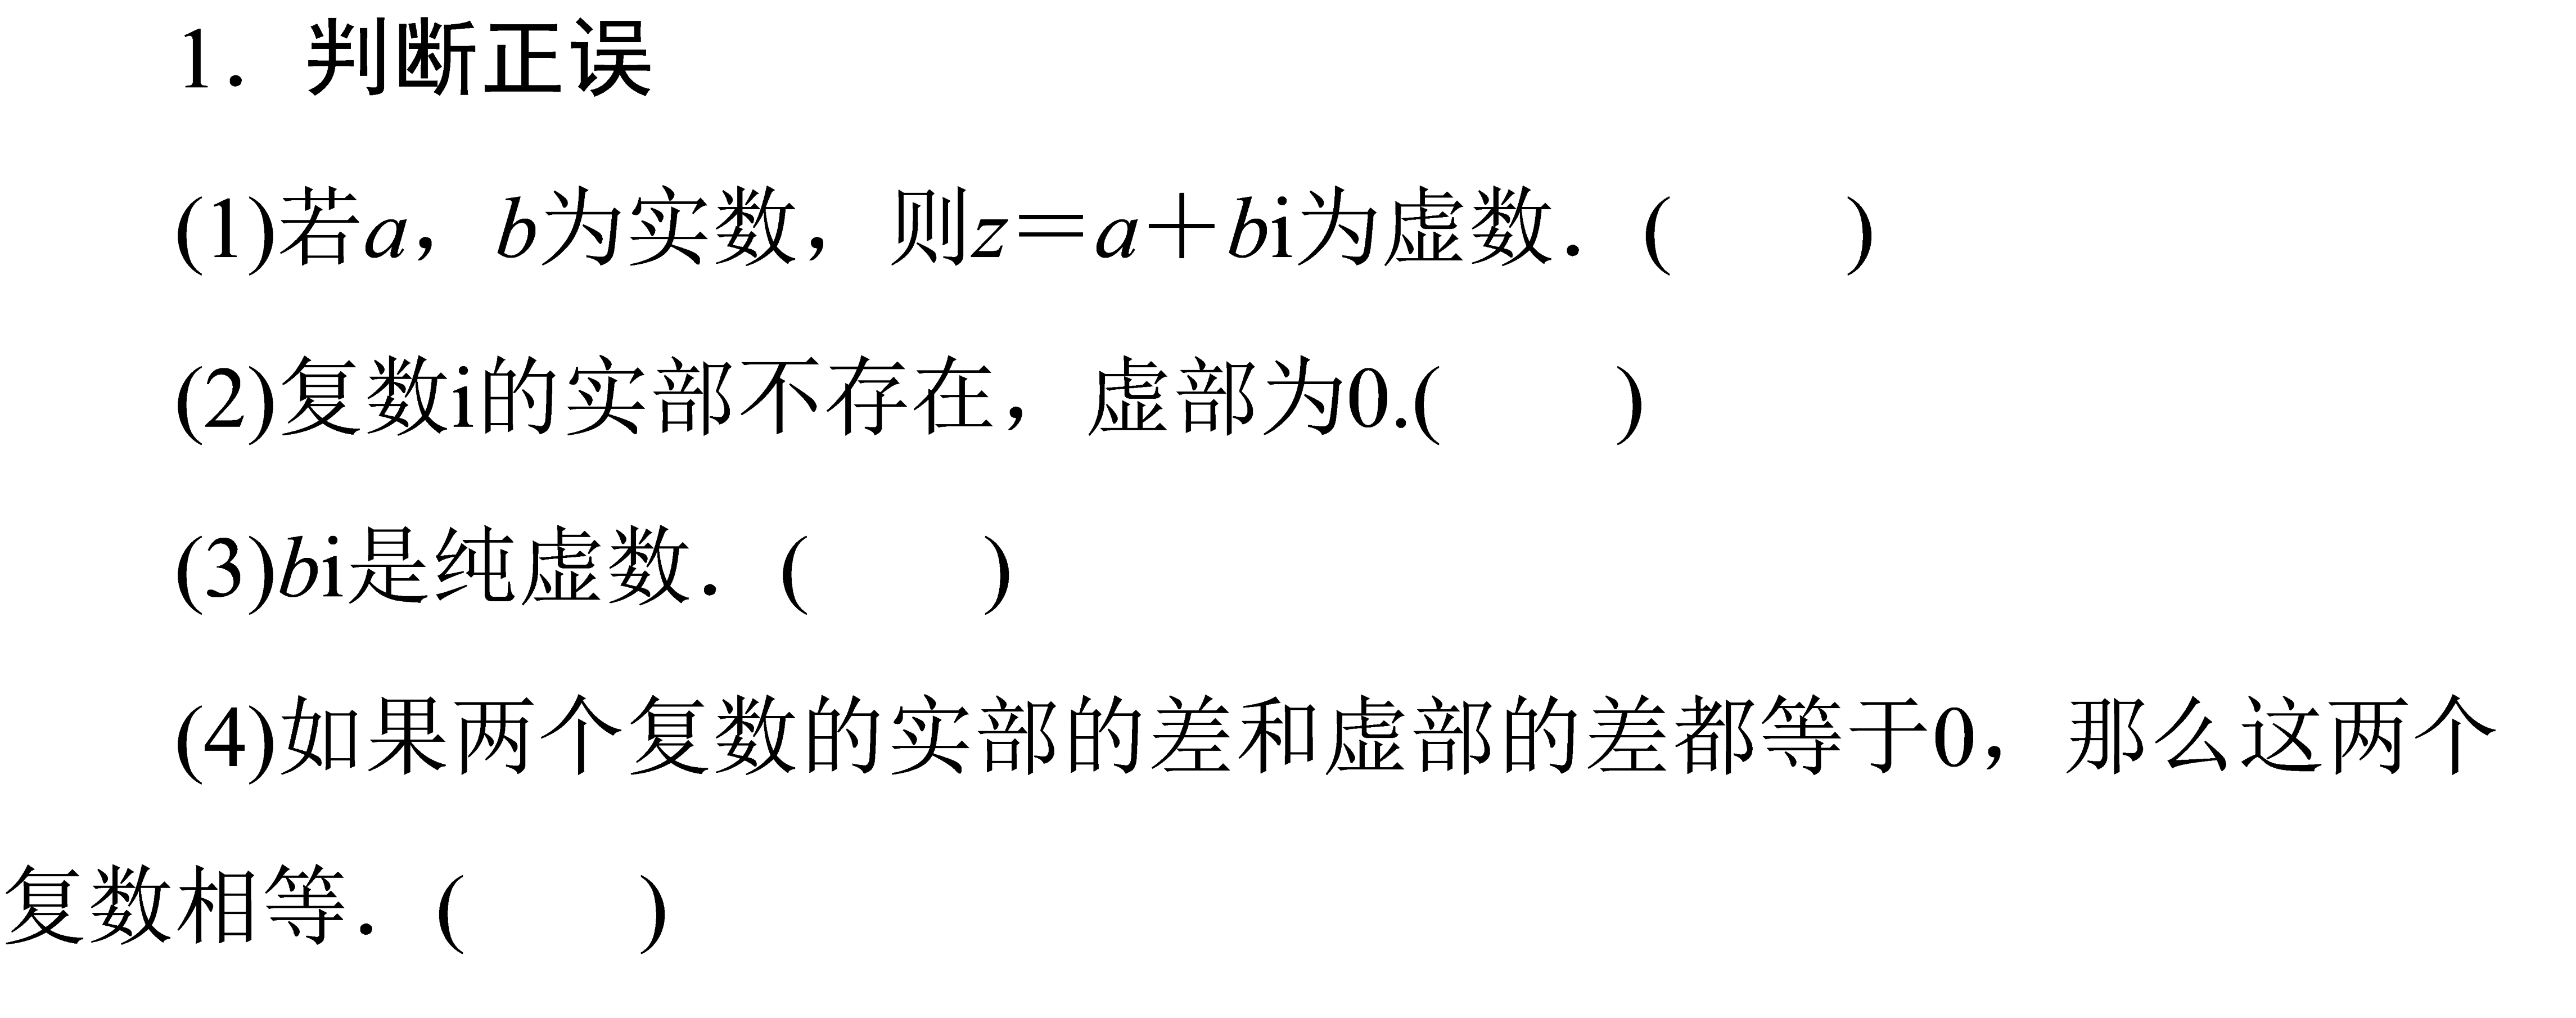 1．判断正误
(1)若a，b为实数，则z＝a＋bi为虚数．(　　)
(2)复数i的实部不存在，虚部为0.(　　)
(3)bi是纯虚数．(　　)
(4)如果两个复数的实部的差和虚部的差都等于0，那么这两个
复数相等．(　　)